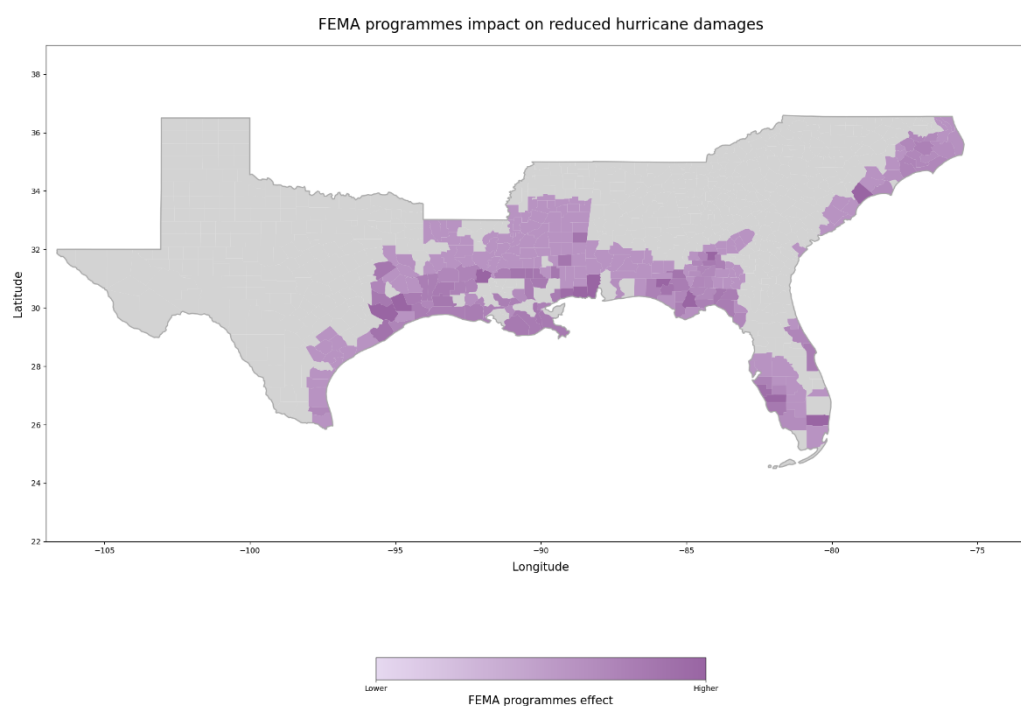 FEMA programmes impact on reduced hurricane damages
38
36
34
32
30
28
26
24
22
Latitude
−105
−100
−95
−90
−85
−80
−75
Longitude
Lower
Higher
FEMA programmes effect